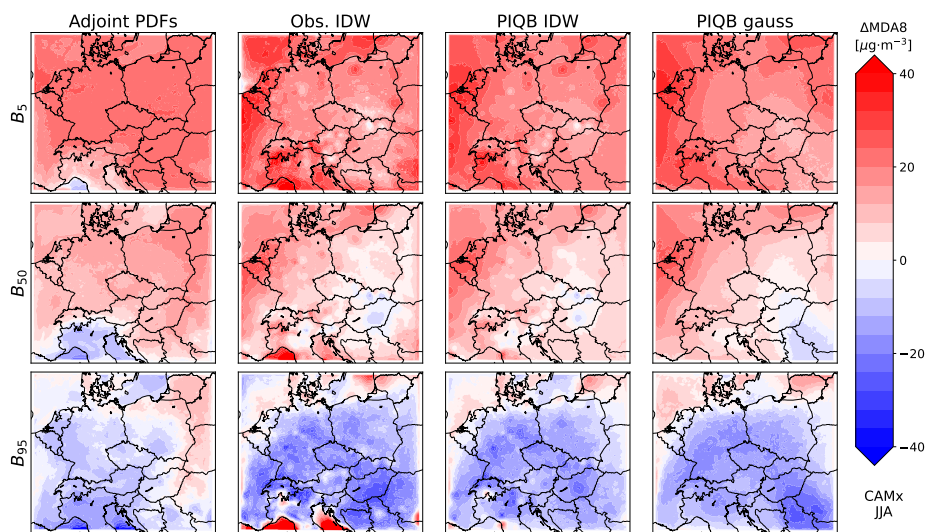 Adjoint PDFs Obs. IDW PIQB IDW PIQB gauss
ΔMDA8
[μg·m⁻³]
B₅
B₅₀
B₉₅
40
20
0
−20
−40
CAMx
JJA